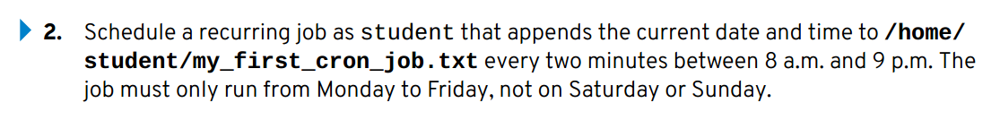 2. Schedule a recurring job as student that appends the current date and time to /home/
student/my_first_cron_job.txt every two minutes between 8 a.m. and 9 p.m. The
job must only run from Monday to Friday, not on Saturday or Sunday.